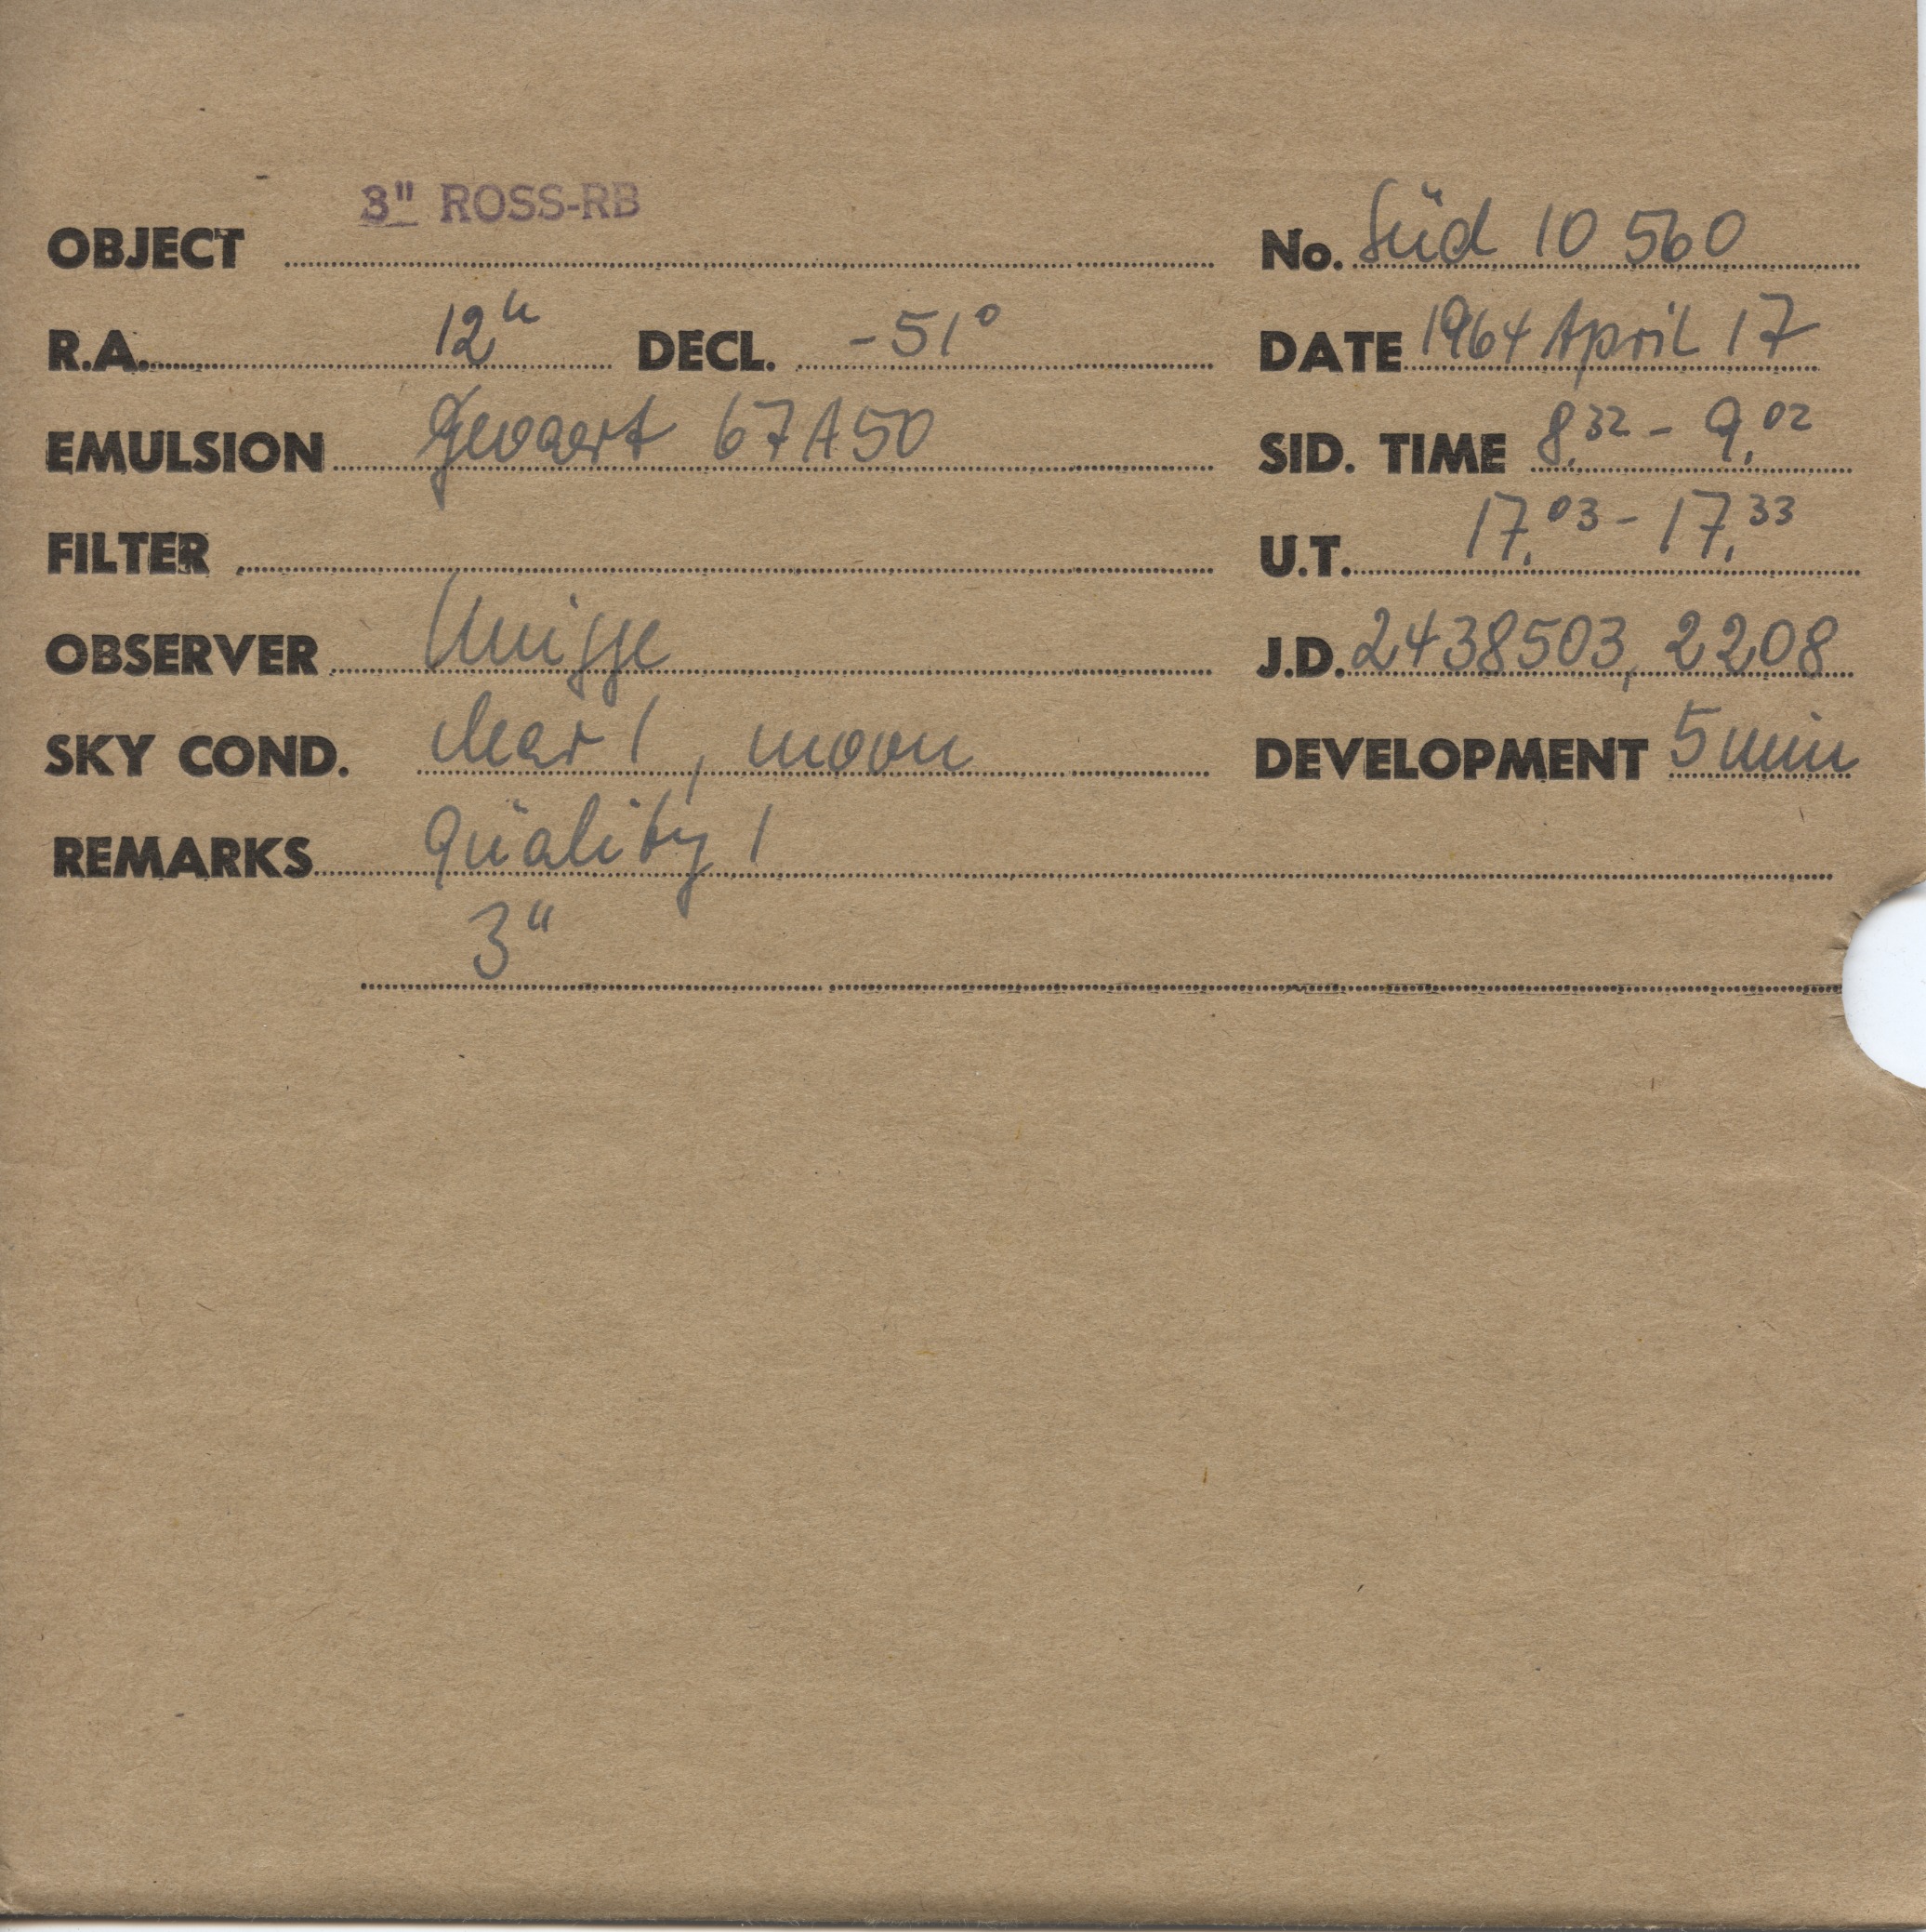 3" ROSS-RB
OBJECT
No. Süd 10 560
R.A. 12h DECL. -51°
DATE 1964 April 17
EMULSION Gevaert 67A50
SID. TIME 8,32 - 9,02
FILTER
U.T. 17,03 - 17,33
OBSERVER
J.D. 2438503,2208
SKY COND. clear 1, moon
DEVELOPMENT 5 min
REMARKS Quality 1
3"